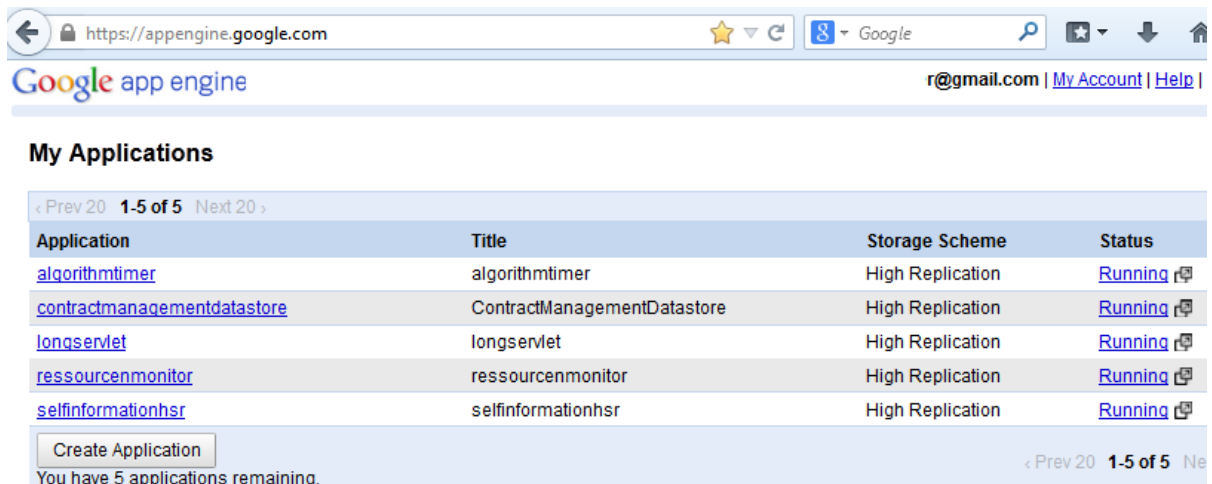 https://appengine.google.com Google
Google app engine r@gmail.com | My Account | Help |
My Applications
‹ Prev 20 1-5 of 5 Next 20 ›
Application Title Storage Scheme Status
algorithmtimer algorithmtimer High Replication Running
contractmanagementdatastore ContractManagementDatastore High Replication Running
longservlet longservlet High Replication Running
ressourcenmonitor ressourcenmonitor High Replication Running
selfinformationhsr selfinformationhsr High Replication Running
Create Application
‹ Prev 20 1-5 of 5 Ne
You have 5 applications remaining.